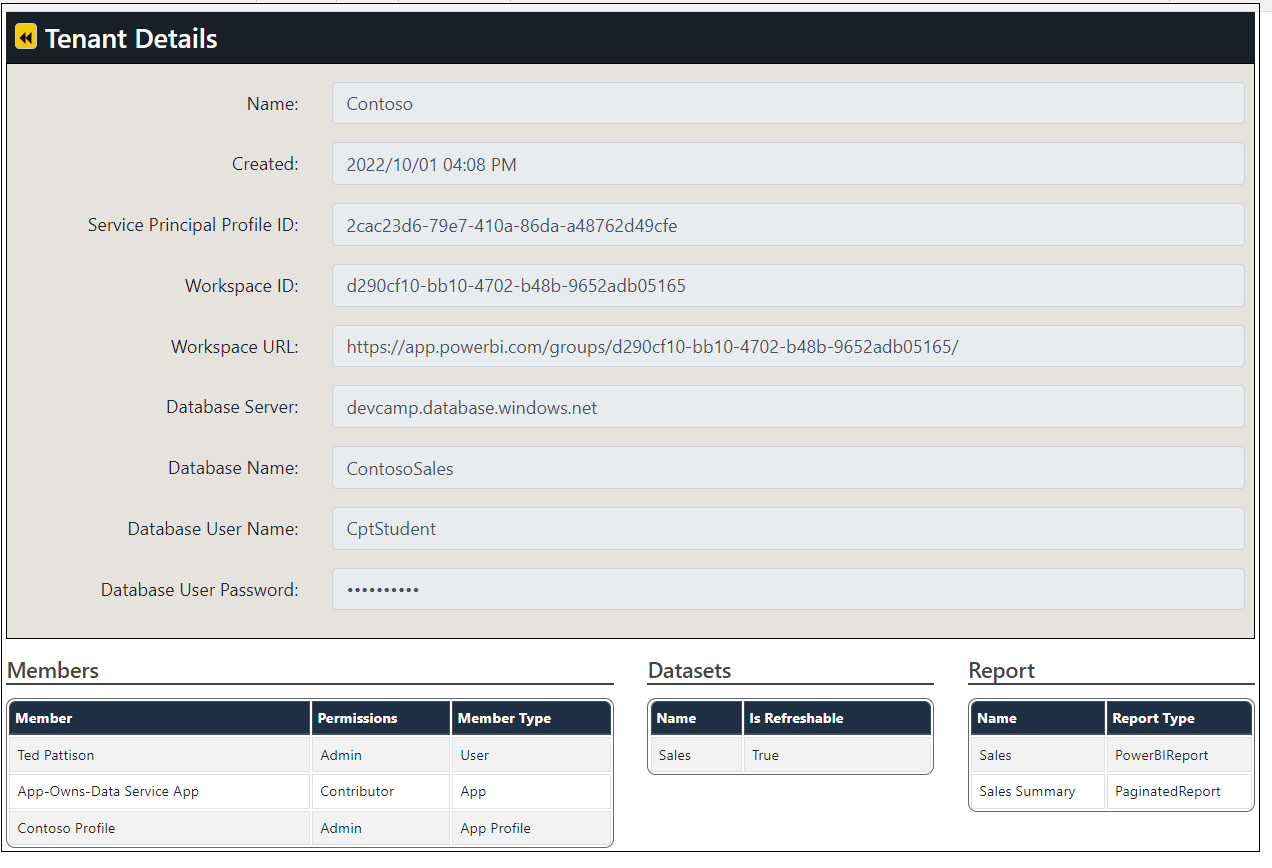 Tenant Details
Name: Contoso
Created: 2022/10/01 04:08 PM
Service Principal Profile ID: 2cac23d6-79e7-410a-86da-a48762d49cfe
Workspace ID: d290cf10-bb10-4702-b48b-9652adb05165
Workspace URL: https://app.powerbi.com/groups/d290cf10-bb10-4702-b48b-9652adb05165/
Database Server: devcamp.database.windows.net
Database Name: ContosoSales
Database User Name: CptStudent
Database User Password: ••••••••••
Members
Member Permissions Member Type
Ted Pattison Admin User
App-Owns-Data Service App Contributor App
Contoso Profile Admin App Profile
Datasets
Name Is Refreshable
Sales True
Report
Name Report Type
Sales PowerBIReport
Sales Summary PaginatedReport